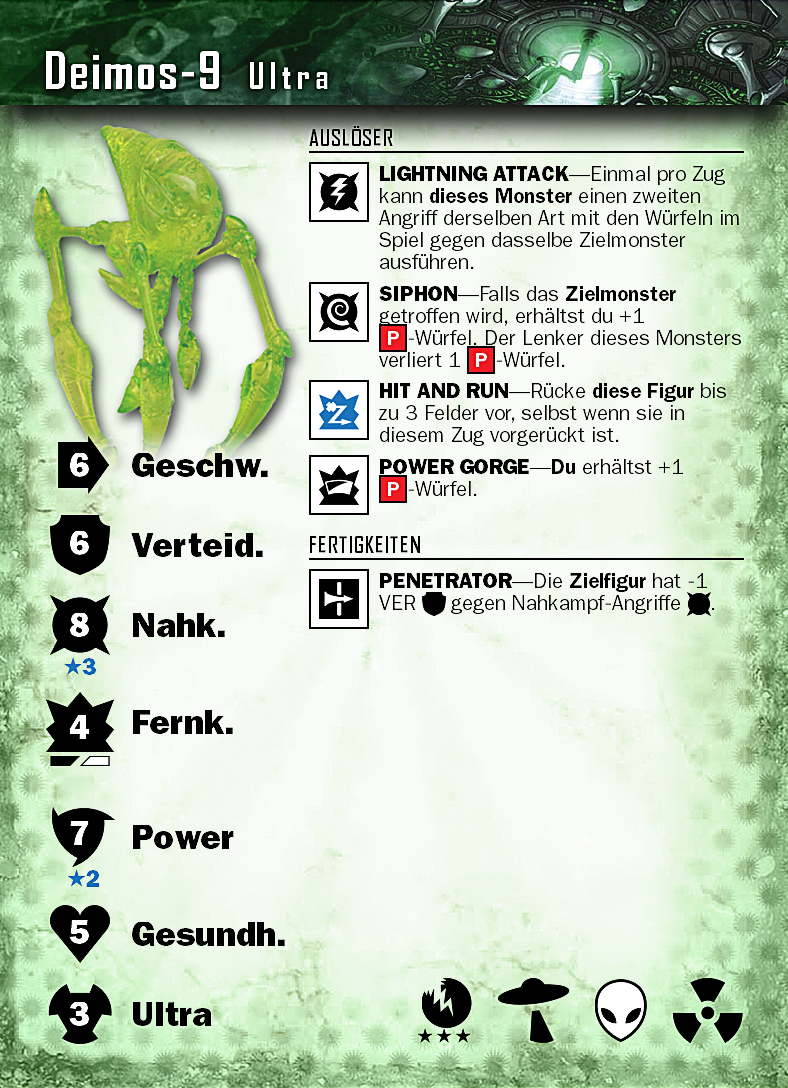 Deimos-9 Ultra
AUSLÖSER
LIGHTNING ATTACK—Einmal pro Zug
kann dieses Monster einen zweiten
Angriff derselben Art mit den Würfeln im
Spiel gegen dasselbe Zielmonster
ausführen.
SIPHON—Falls das Zielmonster
getroffen wird, erhältst du +1
P-Würfel. Der Lenker dieses Monsters
verliert 1 P-Würfel.
HIT AND RUN—Rücke diese Figur bis
zu 3 Felder vor, selbst wenn sie in
diesem Zug vorgerückt ist.
POWER GORGE—Du erhältst +1
P-Würfel.
FERTIGKEITEN
PENETRATOR—Die Zielfigur hat -1
VER gegen Nahkampf-Angriffe .
6 Geschw.
6 Verteid.
8 Nahk.
★3
4 Fernk.
7 Power
★2
5 Gesundh.
3 Ultra
★★★